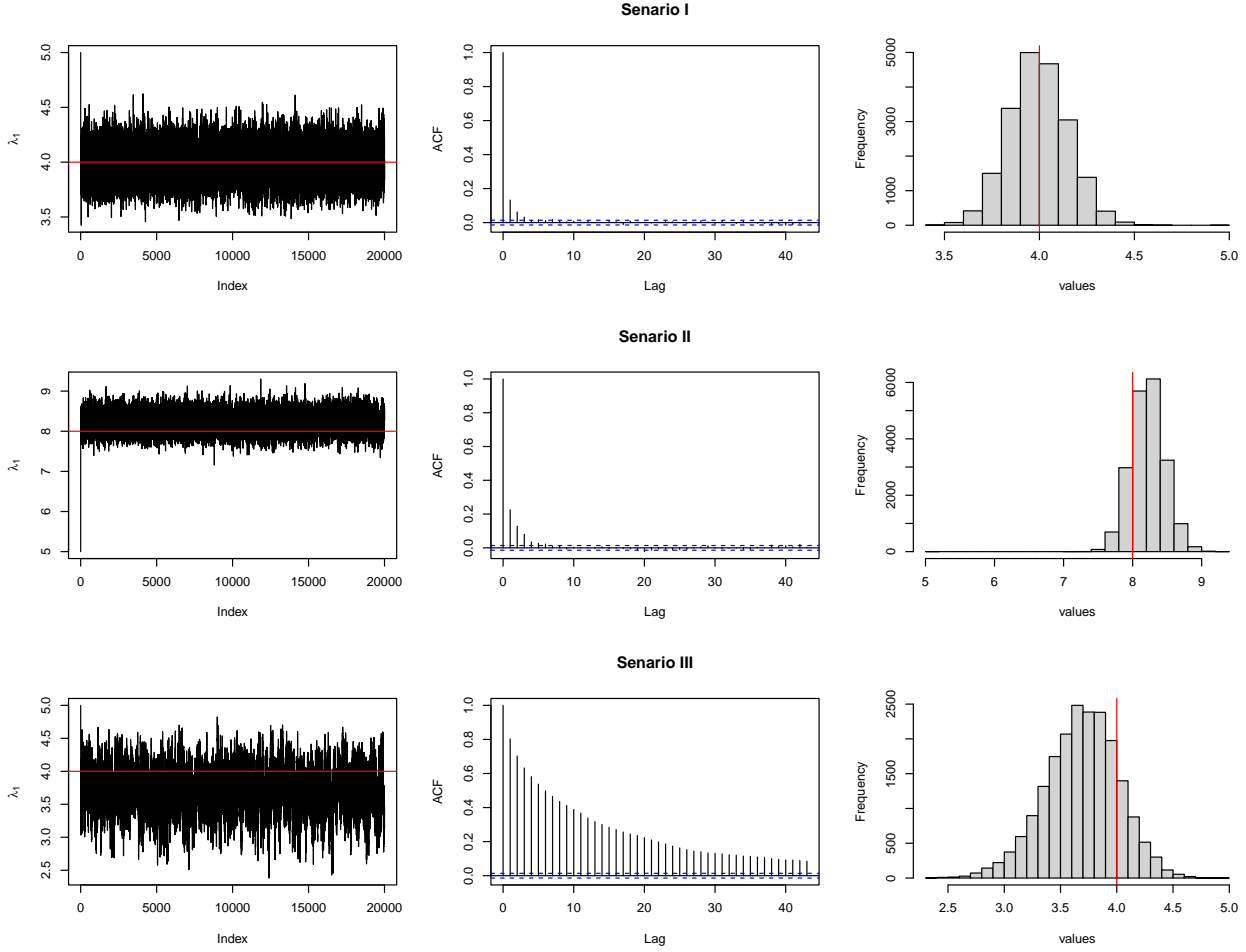 Senario I
λ1
3.5 4.0 4.5 5.0
0 5000 10000 15000 20000
Index
ACF
0.0 0.2 0.4 0.6 0.8 1.0
0 10 20 30 40
Lag
Frequency
0 1000 3000 5000
3.5 4.0 4.5 5.0
values
Senario II
λ1
5 6 7 8 9
0 5000 10000 15000 20000
Index
ACF
0.0 0.2 0.4 0.6 0.8 1.0
0 10 20 30 40
Lag
Frequency
0 2000 4000 6000
5 6 7 8 9
values
Senario III
λ1
2.5 3.0 3.5 4.0 4.5 5.0
0 5000 10000 15000 20000
Index
ACF
0.0 0.2 0.4 0.6 0.8 1.0
0 10 20 30 40
Lag
Frequency
0 500 1500 2500
2.5 3.0 3.5 4.0 4.5 5.0
values